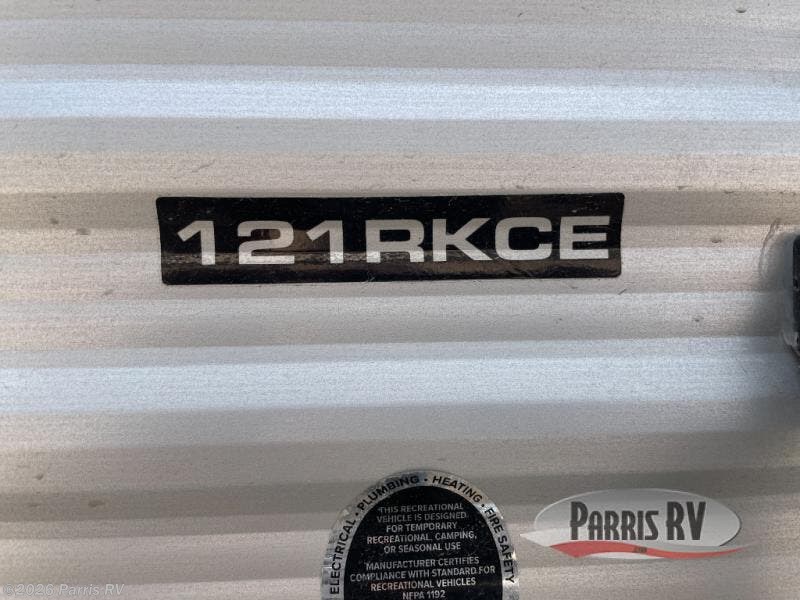 121RKCE
ELECTRICAL • PLUMBING • HEATING • FIRE SAFETY
THIS RECREATIONAL
VEHICLE IS DESIGNED
FOR TEMPORARY
RECREATIONAL, CAMPING,
OR SEASONAL USE
MANUFACTURER CERTIFIES
COMPLIANCE WITH STANDARD FOR
RECREATIONAL VEHICLES
NFPA 1192
PARRIS RV
©2026 Parris RV